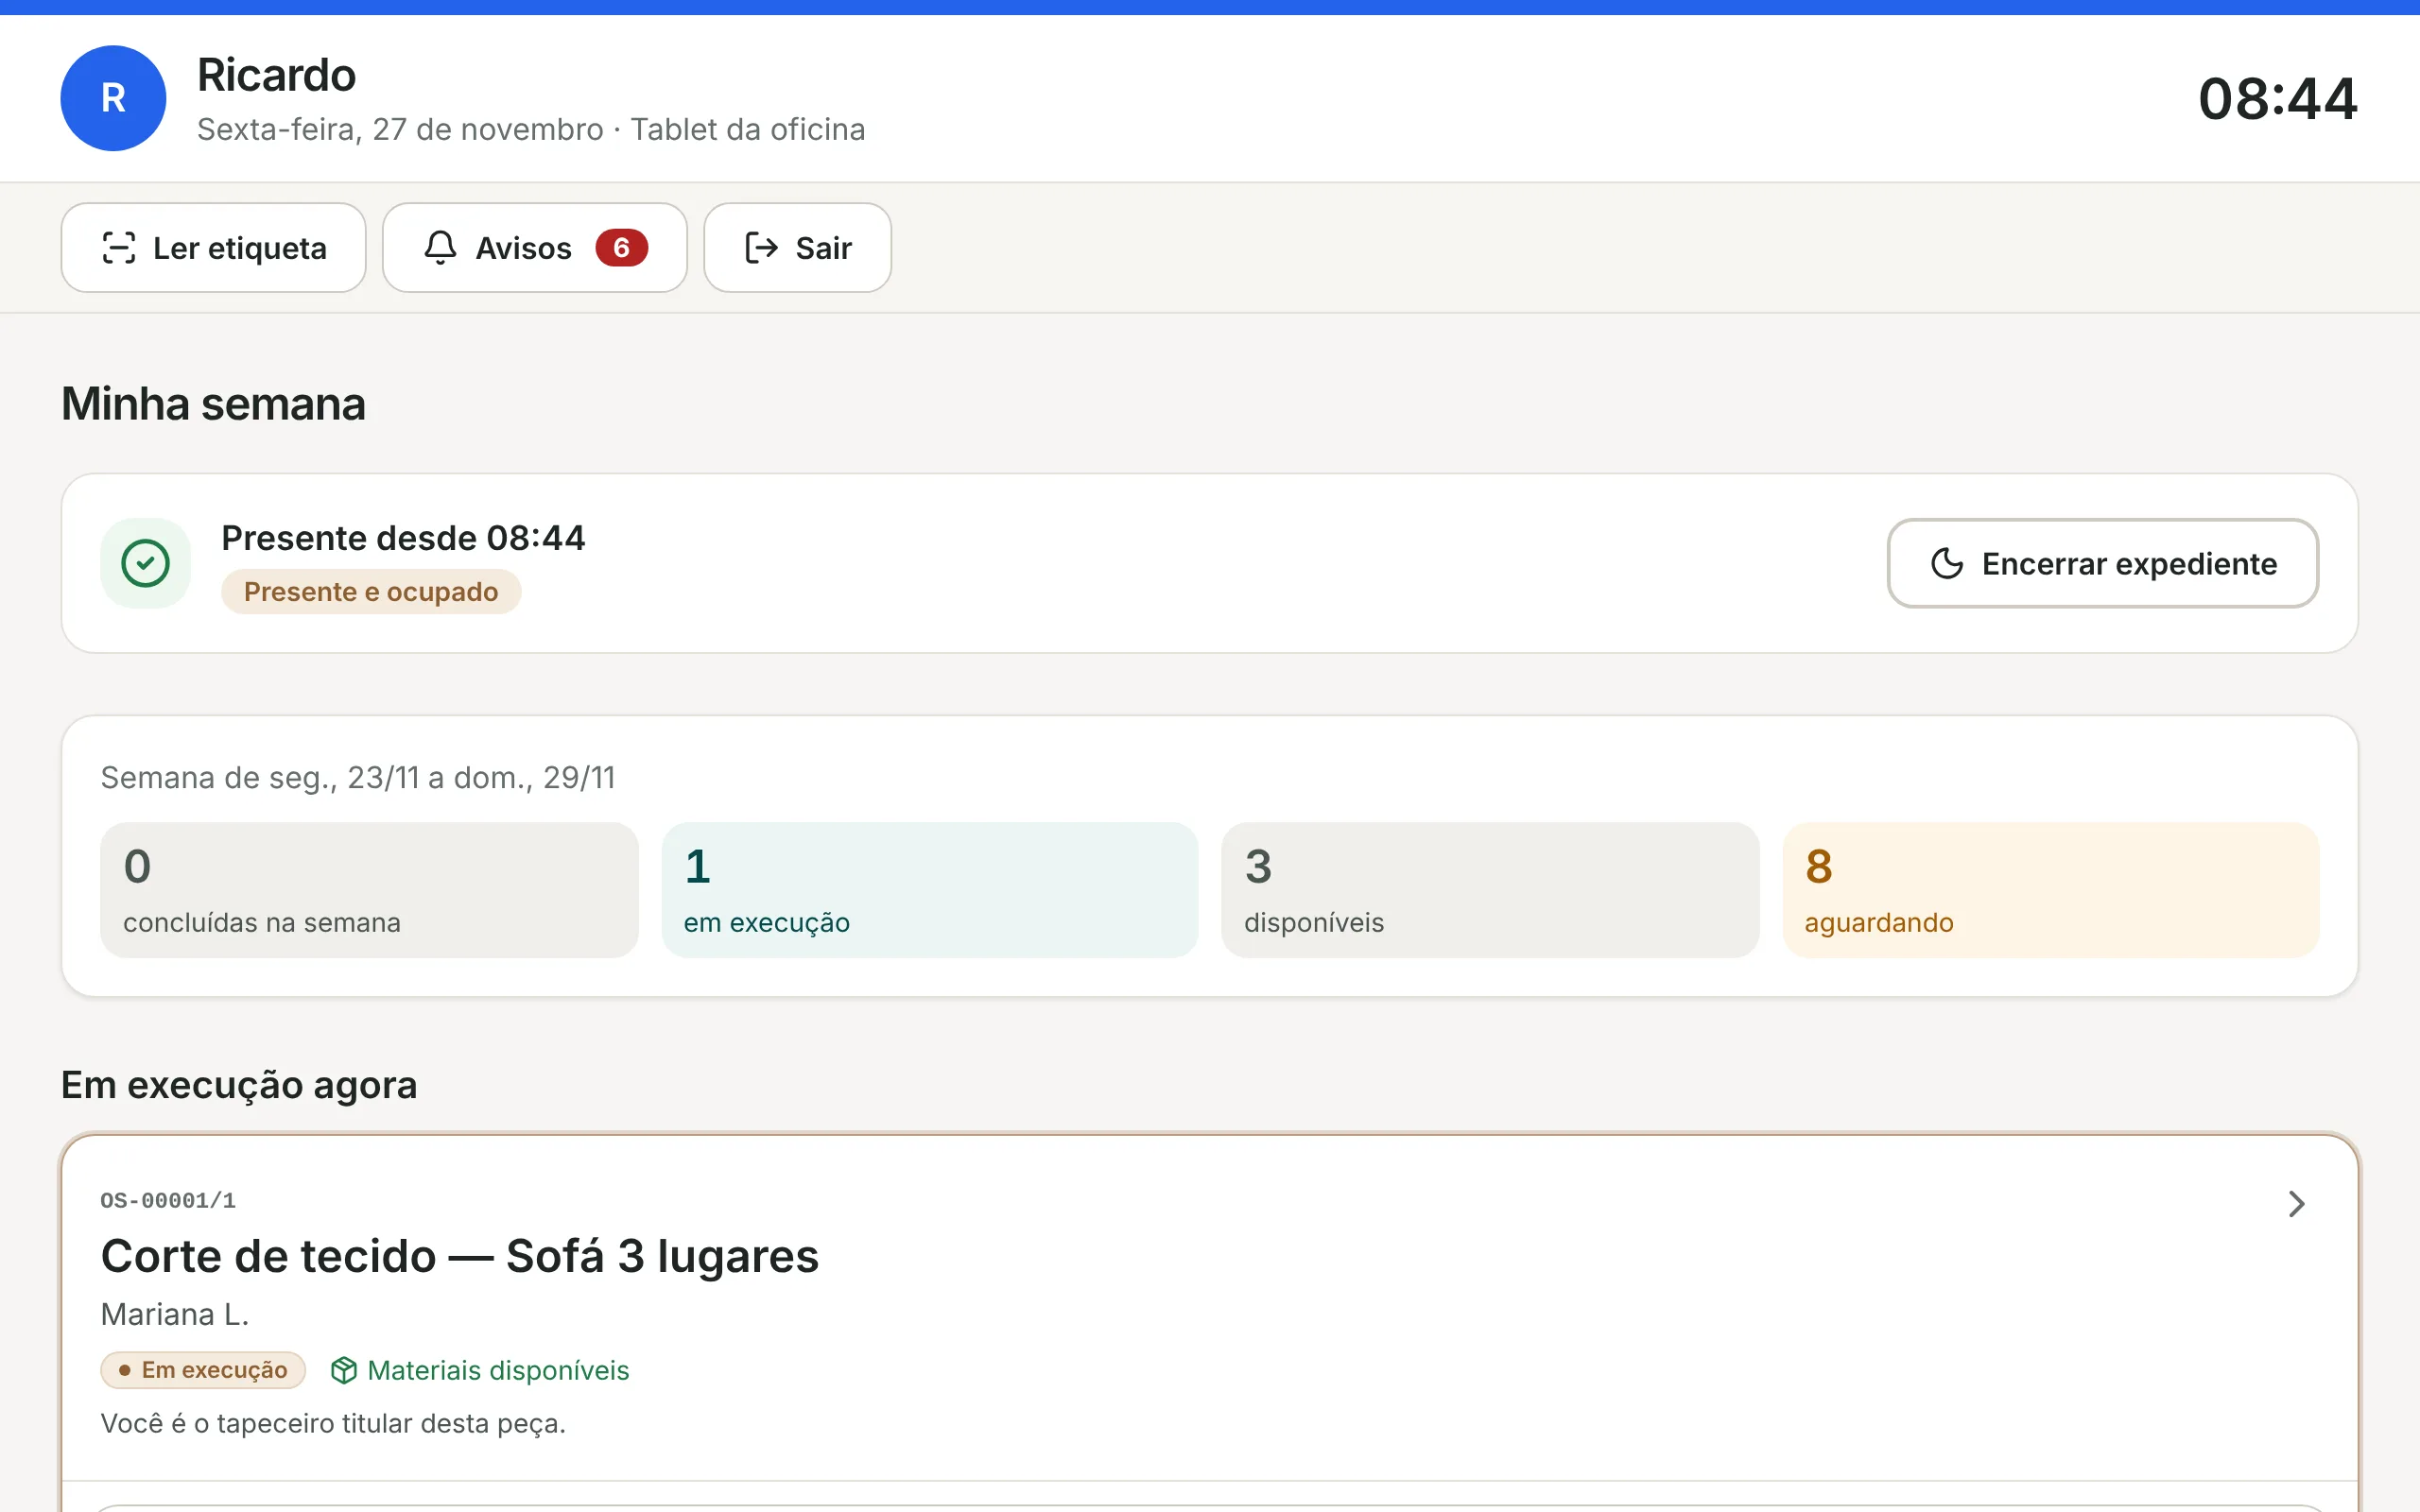 R
Ricardo
Sexta-feira, 27 de novembro · Tablet da oficina
08:44
Ler etiqueta
Avisos 6
Sair
Minha semana
Presente desde 08:44
Presente e ocupado
Encerrar expediente
Semana de seg., 23/11 a dom., 29/11
0
concluídas na semana
1
em execução
3
disponíveis
8
aguardando
Em execução agora
OS-00001/1
Corte de tecido — Sofá 3 lugares
Mariana L.
Em execução
Materiais disponíveis
Você é o tapeceiro titular desta peça.